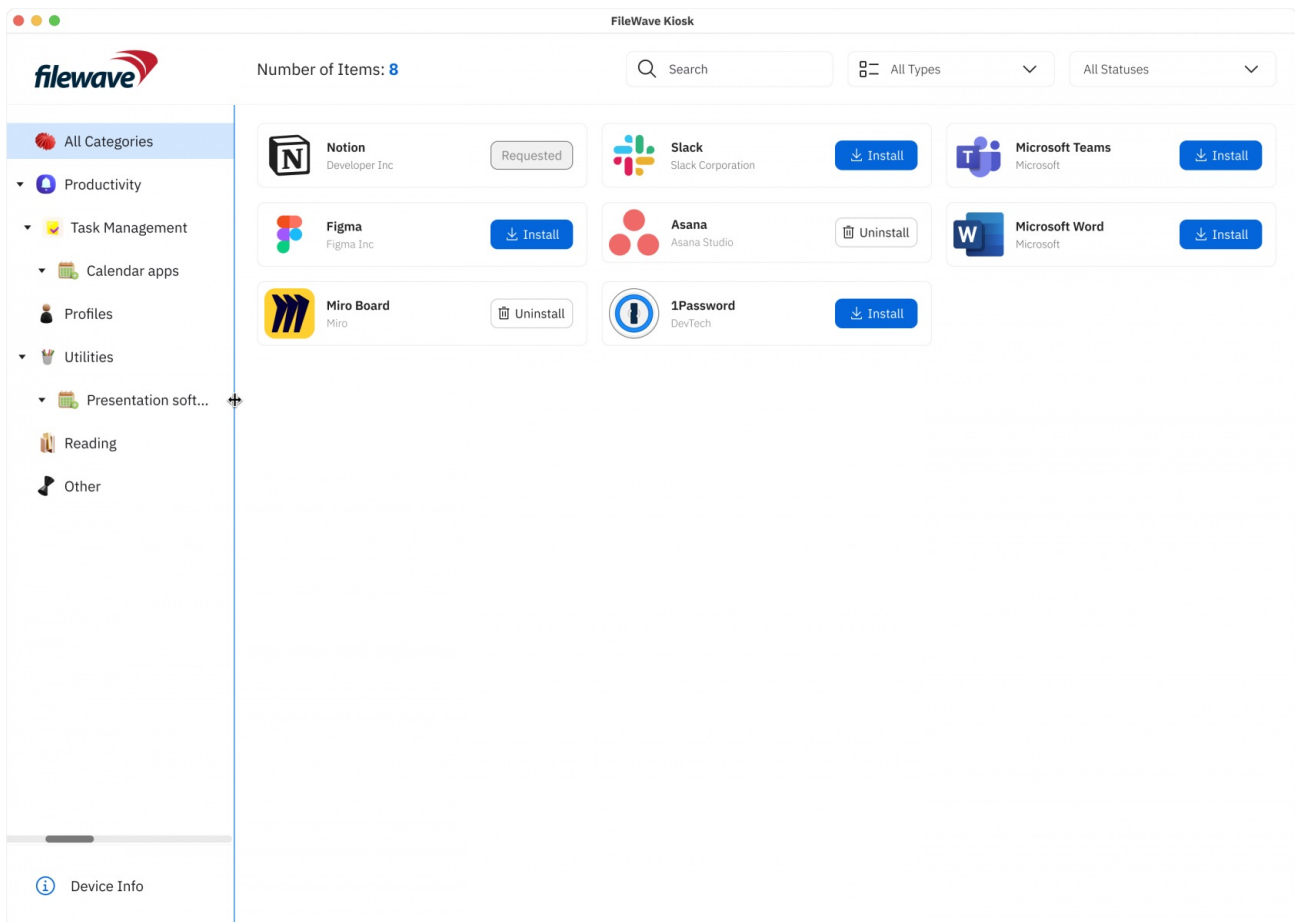 FileWave Kiosk
filewave
Number of Items: 8
Search
All Types
All Statuses
All Categories
Productivity
Task Management
Calendar apps
Profiles
Utilities
Presentation soft...
Reading
Other
Device Info
Notion
Developer Inc
Requested
Slack
Slack Corporation
Install
Microsoft Teams
Microsoft
Install
Figma
Figma Inc
Install
Asana
Asana Studio
Uninstall
Microsoft Word
Microsoft
Install
Miro Board
Miro
Uninstall
1Password
DevTech
Install